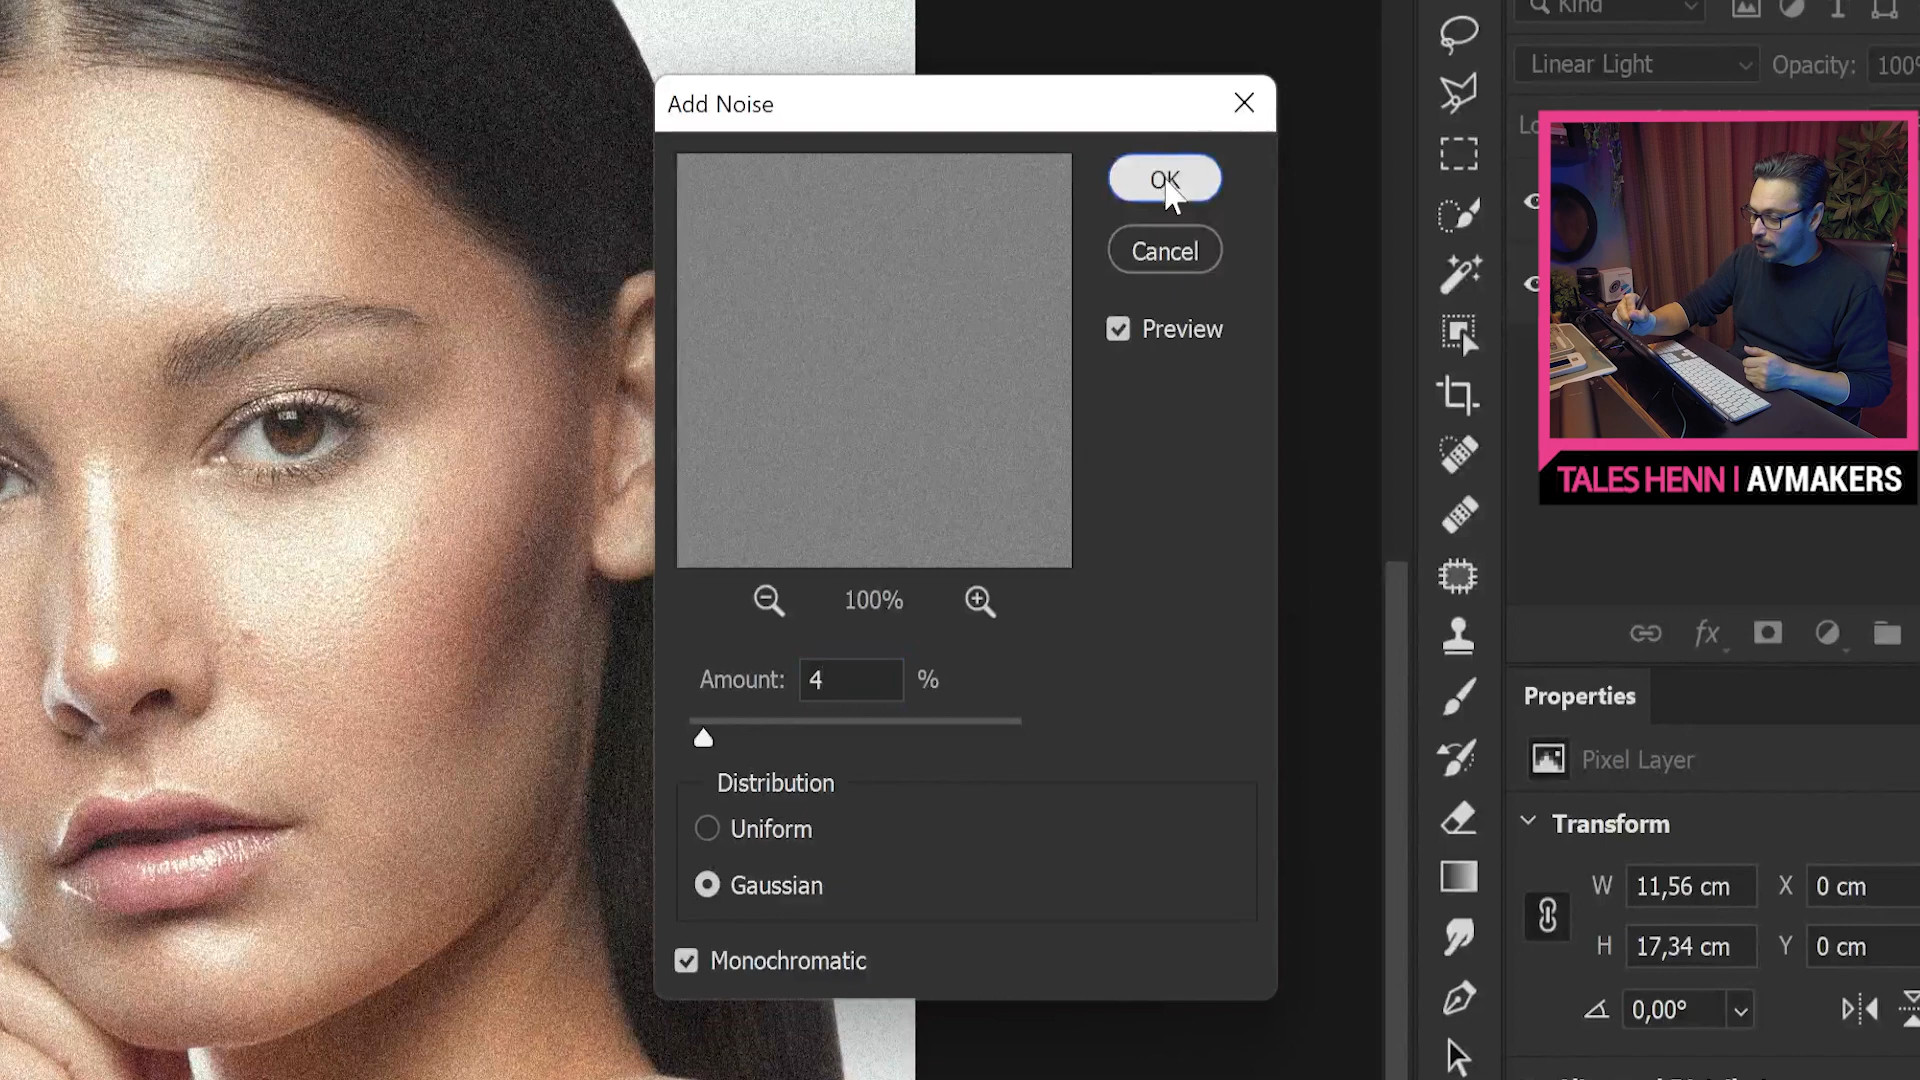 Kind
Linear Light
Opacity:
100%
Add Noise
OK
Cancel
Preview
100%
Amount: 4 %
Distribution
Uniform
Gaussian
Monochromatic
TALES HENN | AVMAKERS
fx
Properties
Pixel Layer
Transform
W 11,56 cm X 0 cm
H 17,34 cm Y 0 cm
0,00°